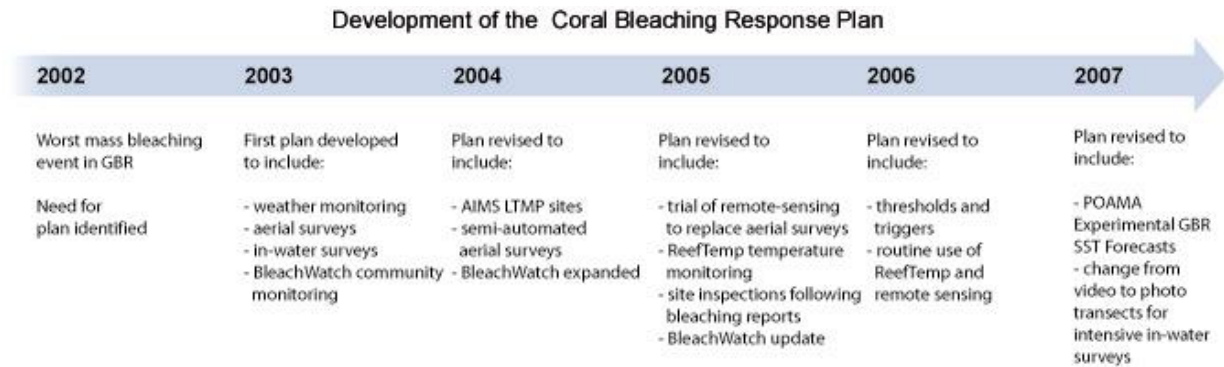 Development of the Coral Bleaching Response Plan
2002
2003
2004
2005
2006
2007
Worst mass bleaching
event in GBR
Need for
plan identified
First plan developed
to include:
- weather monitoring
- aerial surveys
- in-water surveys
- BleachWatch community
monitoring
Plan revised to
include:
- AIMS LTMP sites
- semi-automated
aerial surveys
- BleachWatch expanded
Plan revised to
include:
- trial of remote-sensing
to replace aerial surveys
- ReefTemp temperature
monitoring
- site inspections following
bleaching reports
- BleachWatch update
Plan revised to
include:
- thresholds and
triggers
- routine use of
ReefTemp and
remote sensing
Plan revised to
include:
- POAMA
Experimental GBR
SST Forecasts
- change from
video to photo
transects for
intensive in-water
surveys